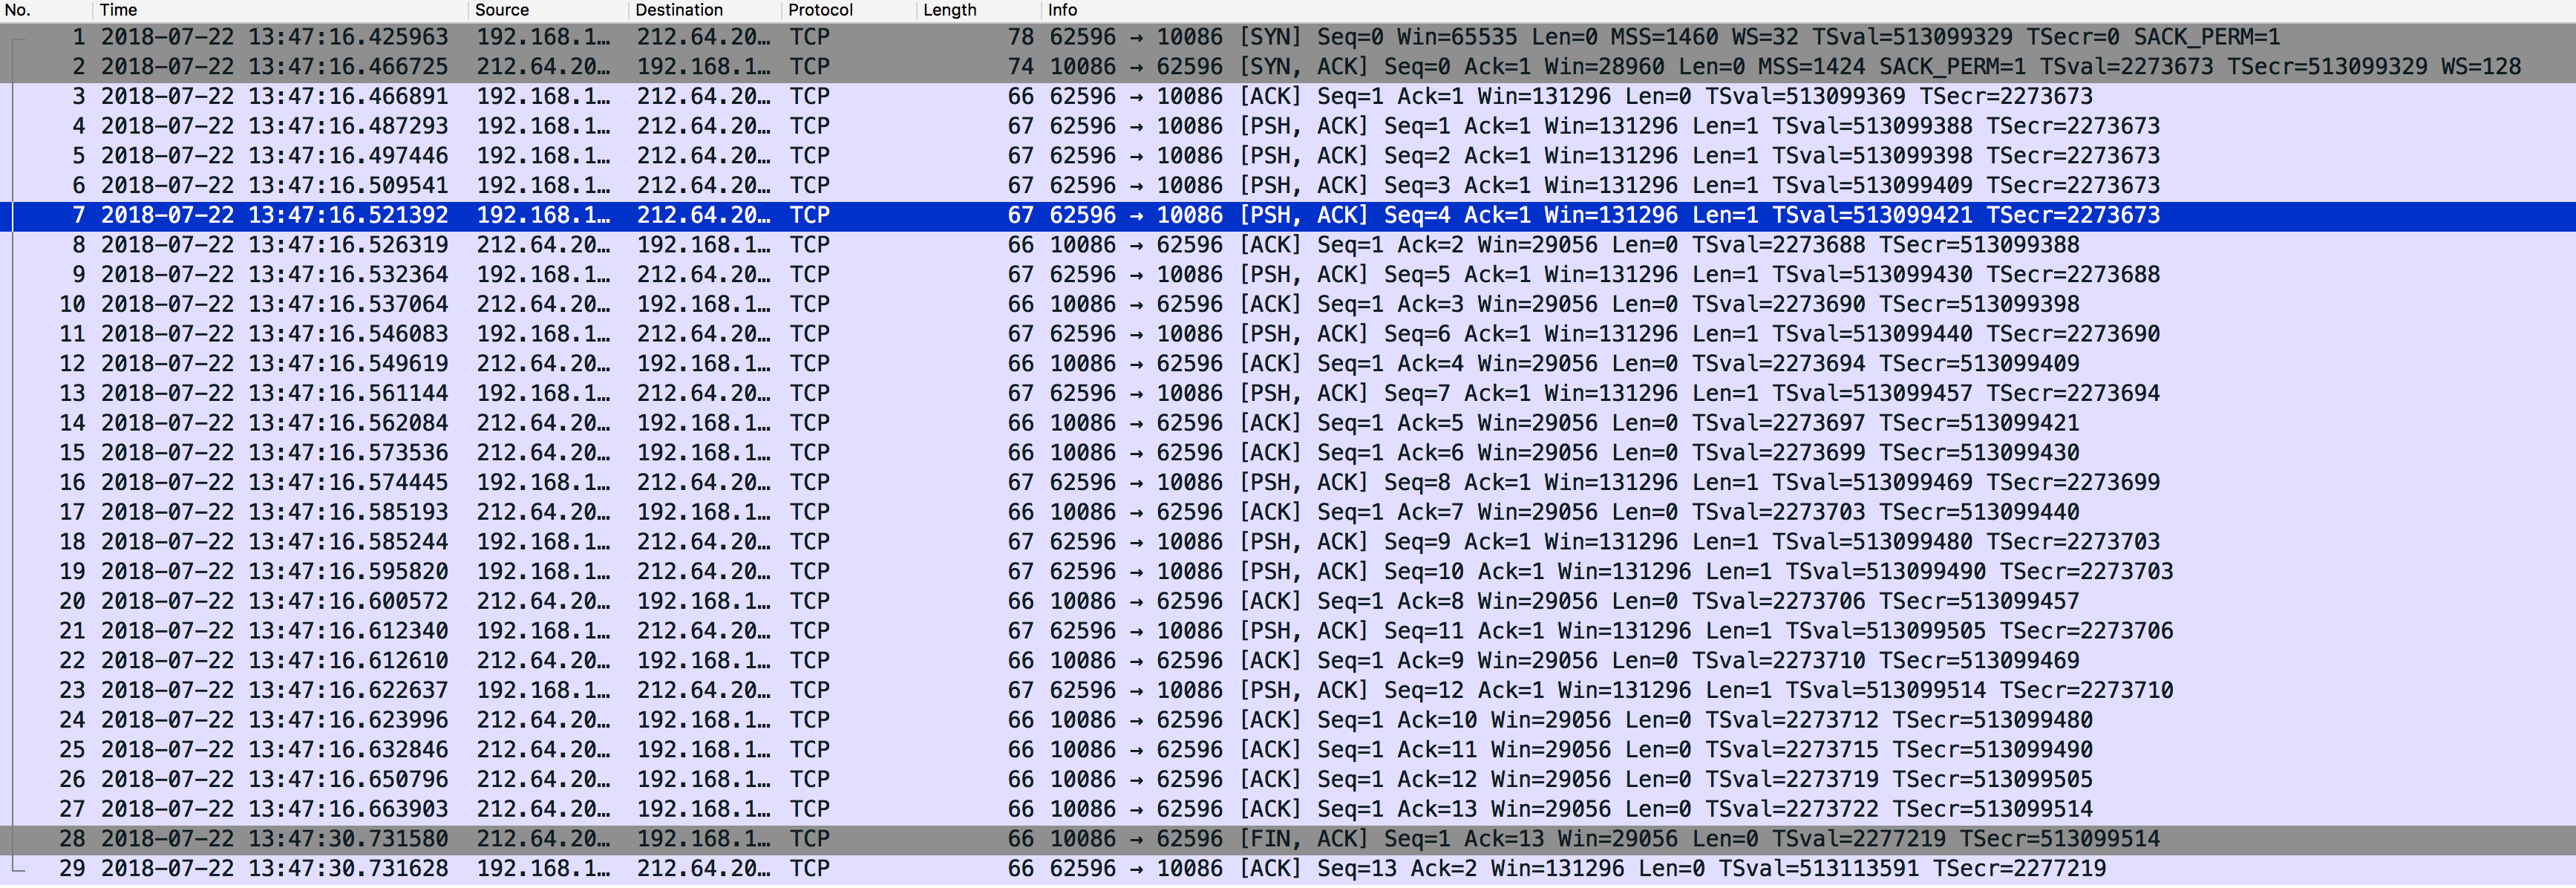 No. Time Source Destination Protocol Length Info
1 2018-07-22 13:47:16.425963 192.168.1… 212.64.20… TCP 78 62596 → 10086 [SYN] Seq=0 Win=65535 Len=0 MSS=1460 WS=32 TSval=513099329 TSecr=0 SACK_PERM=1
2 2018-07-22 13:47:16.466725 212.64.20… 192.168.1… TCP 74 10086 → 62596 [SYN, ACK] Seq=0 Ack=1 Win=28960 Len=0 MSS=1424 SACK_PERM=1 TSval=2273673 TSecr=513099329 WS=128
3 2018-07-22 13:47:16.466891 192.168.1… 212.64.20… TCP 66 62596 → 10086 [ACK] Seq=1 Ack=1 Win=131296 Len=0 TSval=513099369 TSecr=2273673
4 2018-07-22 13:47:16.487293 192.168.1… 212.64.20… TCP 67 62596 → 10086 [PSH, ACK] Seq=1 Ack=1 Win=131296 Len=1 TSval=513099388 TSecr=2273673
5 2018-07-22 13:47:16.497446 192.168.1… 212.64.20… TCP 67 62596 → 10086 [PSH, ACK] Seq=2 Ack=1 Win=131296 Len=1 TSval=513099398 TSecr=2273673
6 2018-07-22 13:47:16.509541 192.168.1… 212.64.20… TCP 67 62596 → 10086 [PSH, ACK] Seq=3 Ack=1 Win=131296 Len=1 TSval=513099409 TSecr=2273673
7 2018-07-22 13:47:16.521392 192.168.1… 212.64.20… TCP 67 62596 → 10086 [PSH, ACK] Seq=4 Ack=1 Win=131296 Len=1 TSval=513099421 TSecr=2273673
8 2018-07-22 13:47:16.526319 212.64.20… 192.168.1… TCP 66 10086 → 62596 [ACK] Seq=1 Ack=2 Win=29056 Len=0 TSval=2273688 TSecr=513099388
9 2018-07-22 13:47:16.532364 192.168.1… 212.64.20… TCP 67 62596 → 10086 [PSH, ACK] Seq=5 Ack=1 Win=131296 Len=1 TSval=513099430 TSecr=2273688
10 2018-07-22 13:47:16.537064 212.64.20… 192.168.1… TCP 66 10086 → 62596 [ACK] Seq=1 Ack=3 Win=29056 Len=0 TSval=2273690 TSecr=513099398
11 2018-07-22 13:47:16.546083 192.168.1… 212.64.20… TCP 67 62596 → 10086 [PSH, ACK] Seq=6 Ack=1 Win=131296 Len=1 TSval=513099440 TSecr=2273690
12 2018-07-22 13:47:16.549619 212.64.20… 192.168.1… TCP 66 10086 → 62596 [ACK] Seq=1 Ack=4 Win=29056 Len=0 TSval=2273694 TSecr=513099409
13 2018-07-22 13:47:16.561144 192.168.1… 212.64.20… TCP 67 62596 → 10086 [PSH, ACK] Seq=7 Ack=1 Win=131296 Len=1 TSval=513099457 TSecr=2273694
14 2018-07-22 13:47:16.562084 212.64.20… 192.168.1… TCP 66 10086 → 62596 [ACK] Seq=1 Ack=5 Win=29056 Len=0 TSval=2273697 TSecr=513099421
15 2018-07-22 13:47:16.573536 212.64.20… 192.168.1… TCP 66 10086 → 62596 [ACK] Seq=1 Ack=6 Win=29056 Len=0 TSval=2273699 TSecr=513099430
16 2018-07-22 13:47:16.574445 192.168.1… 212.64.20… TCP 67 62596 → 10086 [PSH, ACK] Seq=8 Ack=1 Win=131296 Len=1 TSval=513099469 TSecr=2273699
17 2018-07-22 13:47:16.585193 212.64.20… 192.168.1… TCP 66 10086 → 62596 [ACK] Seq=1 Ack=7 Win=29056 Len=0 TSval=2273703 TSecr=513099440
18 2018-07-22 13:47:16.585244 192.168.1… 212.64.20… TCP 67 62596 → 10086 [PSH, ACK] Seq=9 Ack=1 Win=131296 Len=1 TSval=513099480 TSecr=2273703
19 2018-07-22 13:47:16.595820 192.168.1… 212.64.20… TCP 67 62596 → 10086 [PSH, ACK] Seq=10 Ack=1 Win=131296 Len=1 TSval=513099490 TSecr=2273703
20 2018-07-22 13:47:16.600572 212.64.20… 192.168.1… TCP 66 10086 → 62596 [ACK] Seq=1 Ack=8 Win=29056 Len=0 TSval=2273706 TSecr=513099457
21 2018-07-22 13:47:16.612340 192.168.1… 212.64.20… TCP 67 62596 → 10086 [PSH, ACK] Seq=11 Ack=1 Win=131296 Len=1 TSval=513099505 TSecr=2273706
22 2018-07-22 13:47:16.612610 212.64.20… 192.168.1… TCP 66 10086 → 62596 [ACK] Seq=1 Ack=9 Win=29056 Len=0 TSval=2273710 TSecr=513099469
23 2018-07-22 13:47:16.622637 192.168.1… 212.64.20… TCP 67 62596 → 10086 [PSH, ACK] Seq=12 Ack=1 Win=131296 Len=1 TSval=513099514 TSecr=2273710
24 2018-07-22 13:47:16.623996 212.64.20… 192.168.1… TCP 66 10086 → 62596 [ACK] Seq=1 Ack=10 Win=29056 Len=0 TSval=2273712 TSecr=513099480
25 2018-07-22 13:47:16.632846 212.64.20… 192.168.1… TCP 66 10086 → 62596 [ACK] Seq=1 Ack=11 Win=29056 Len=0 TSval=2273715 TSecr=513099490
26 2018-07-22 13:47:16.650796 212.64.20… 192.168.1… TCP 66 10086 → 62596 [ACK] Seq=1 Ack=12 Win=29056 Len=0 TSval=2273719 TSecr=513099505
27 2018-07-22 13:47:16.663903 212.64.20… 192.168.1… TCP 66 10086 → 62596 [ACK] Seq=1 Ack=13 Win=29056 Len=0 TSval=2273722 TSecr=513099514
28 2018-07-22 13:47:30.731580 212.64.20… 192.168.1… TCP 66 10086 → 62596 [FIN, ACK] Seq=1 Ack=13 Win=29056 Len=0 TSval=2277219 TSecr=513099514
29 2018-07-22 13:47:30.731628 192.168.1… 212.64.20… TCP 66 62596 → 10086 [ACK] Seq=13 Ack=2 Win=131296 Len=0 TSval=513113591 TSecr=2277219